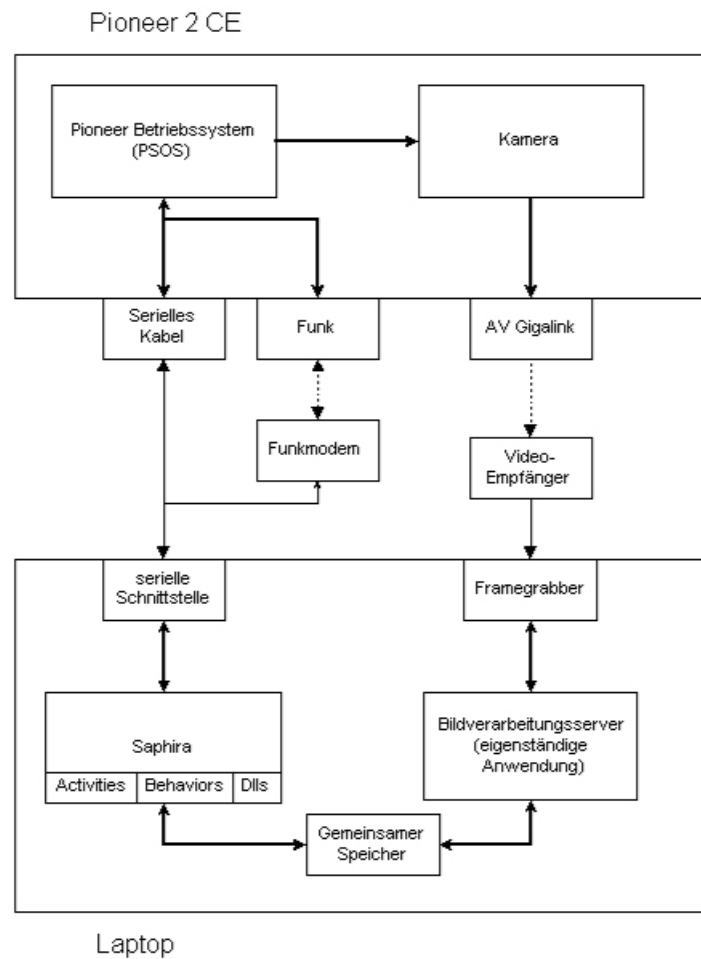 Pioneer 2 CE
Pioneer Betriebssystem
(PSOS)
Kamera
Serielles
Kabel
Funk
AV Gigalink
Funkmodem
Video-
Empfänger
serielle
Schnittstelle
Framegrabber
Saphira
Activities
Behaviors
Dlls
Bildverarbeitungsserver
(eigenständige
Anwendung)
Gemeinsamer
Speicher
Laptop